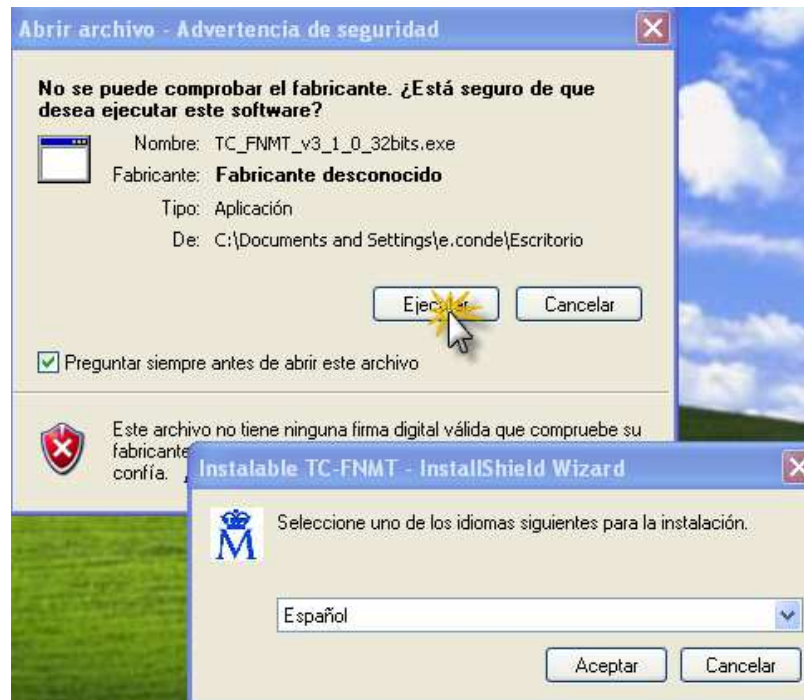 Abrir archivo - Advertencia de seguridad
No se puede comprobar el fabricante. ¿Está seguro de que
desea ejecutar este software?
Nombre: TC_FNMT_v3_1_0_32bits.exe
Fabricante: Fabricante desconocido
Tipo: Aplicación
De: C:\Documents and Settings\e.conde\Escritorio
Cancelar
Preguntar siempre antes de abrir este archivo
Este archivo no tiene ninguna firma digital válida que compruebe su
fabricante
confía.
Instalable TC-FNMT - InstallShield Wizard
M
Seleccione uno de los idiomas siguientes para la instalación.
Español
Aceptar Cancelar